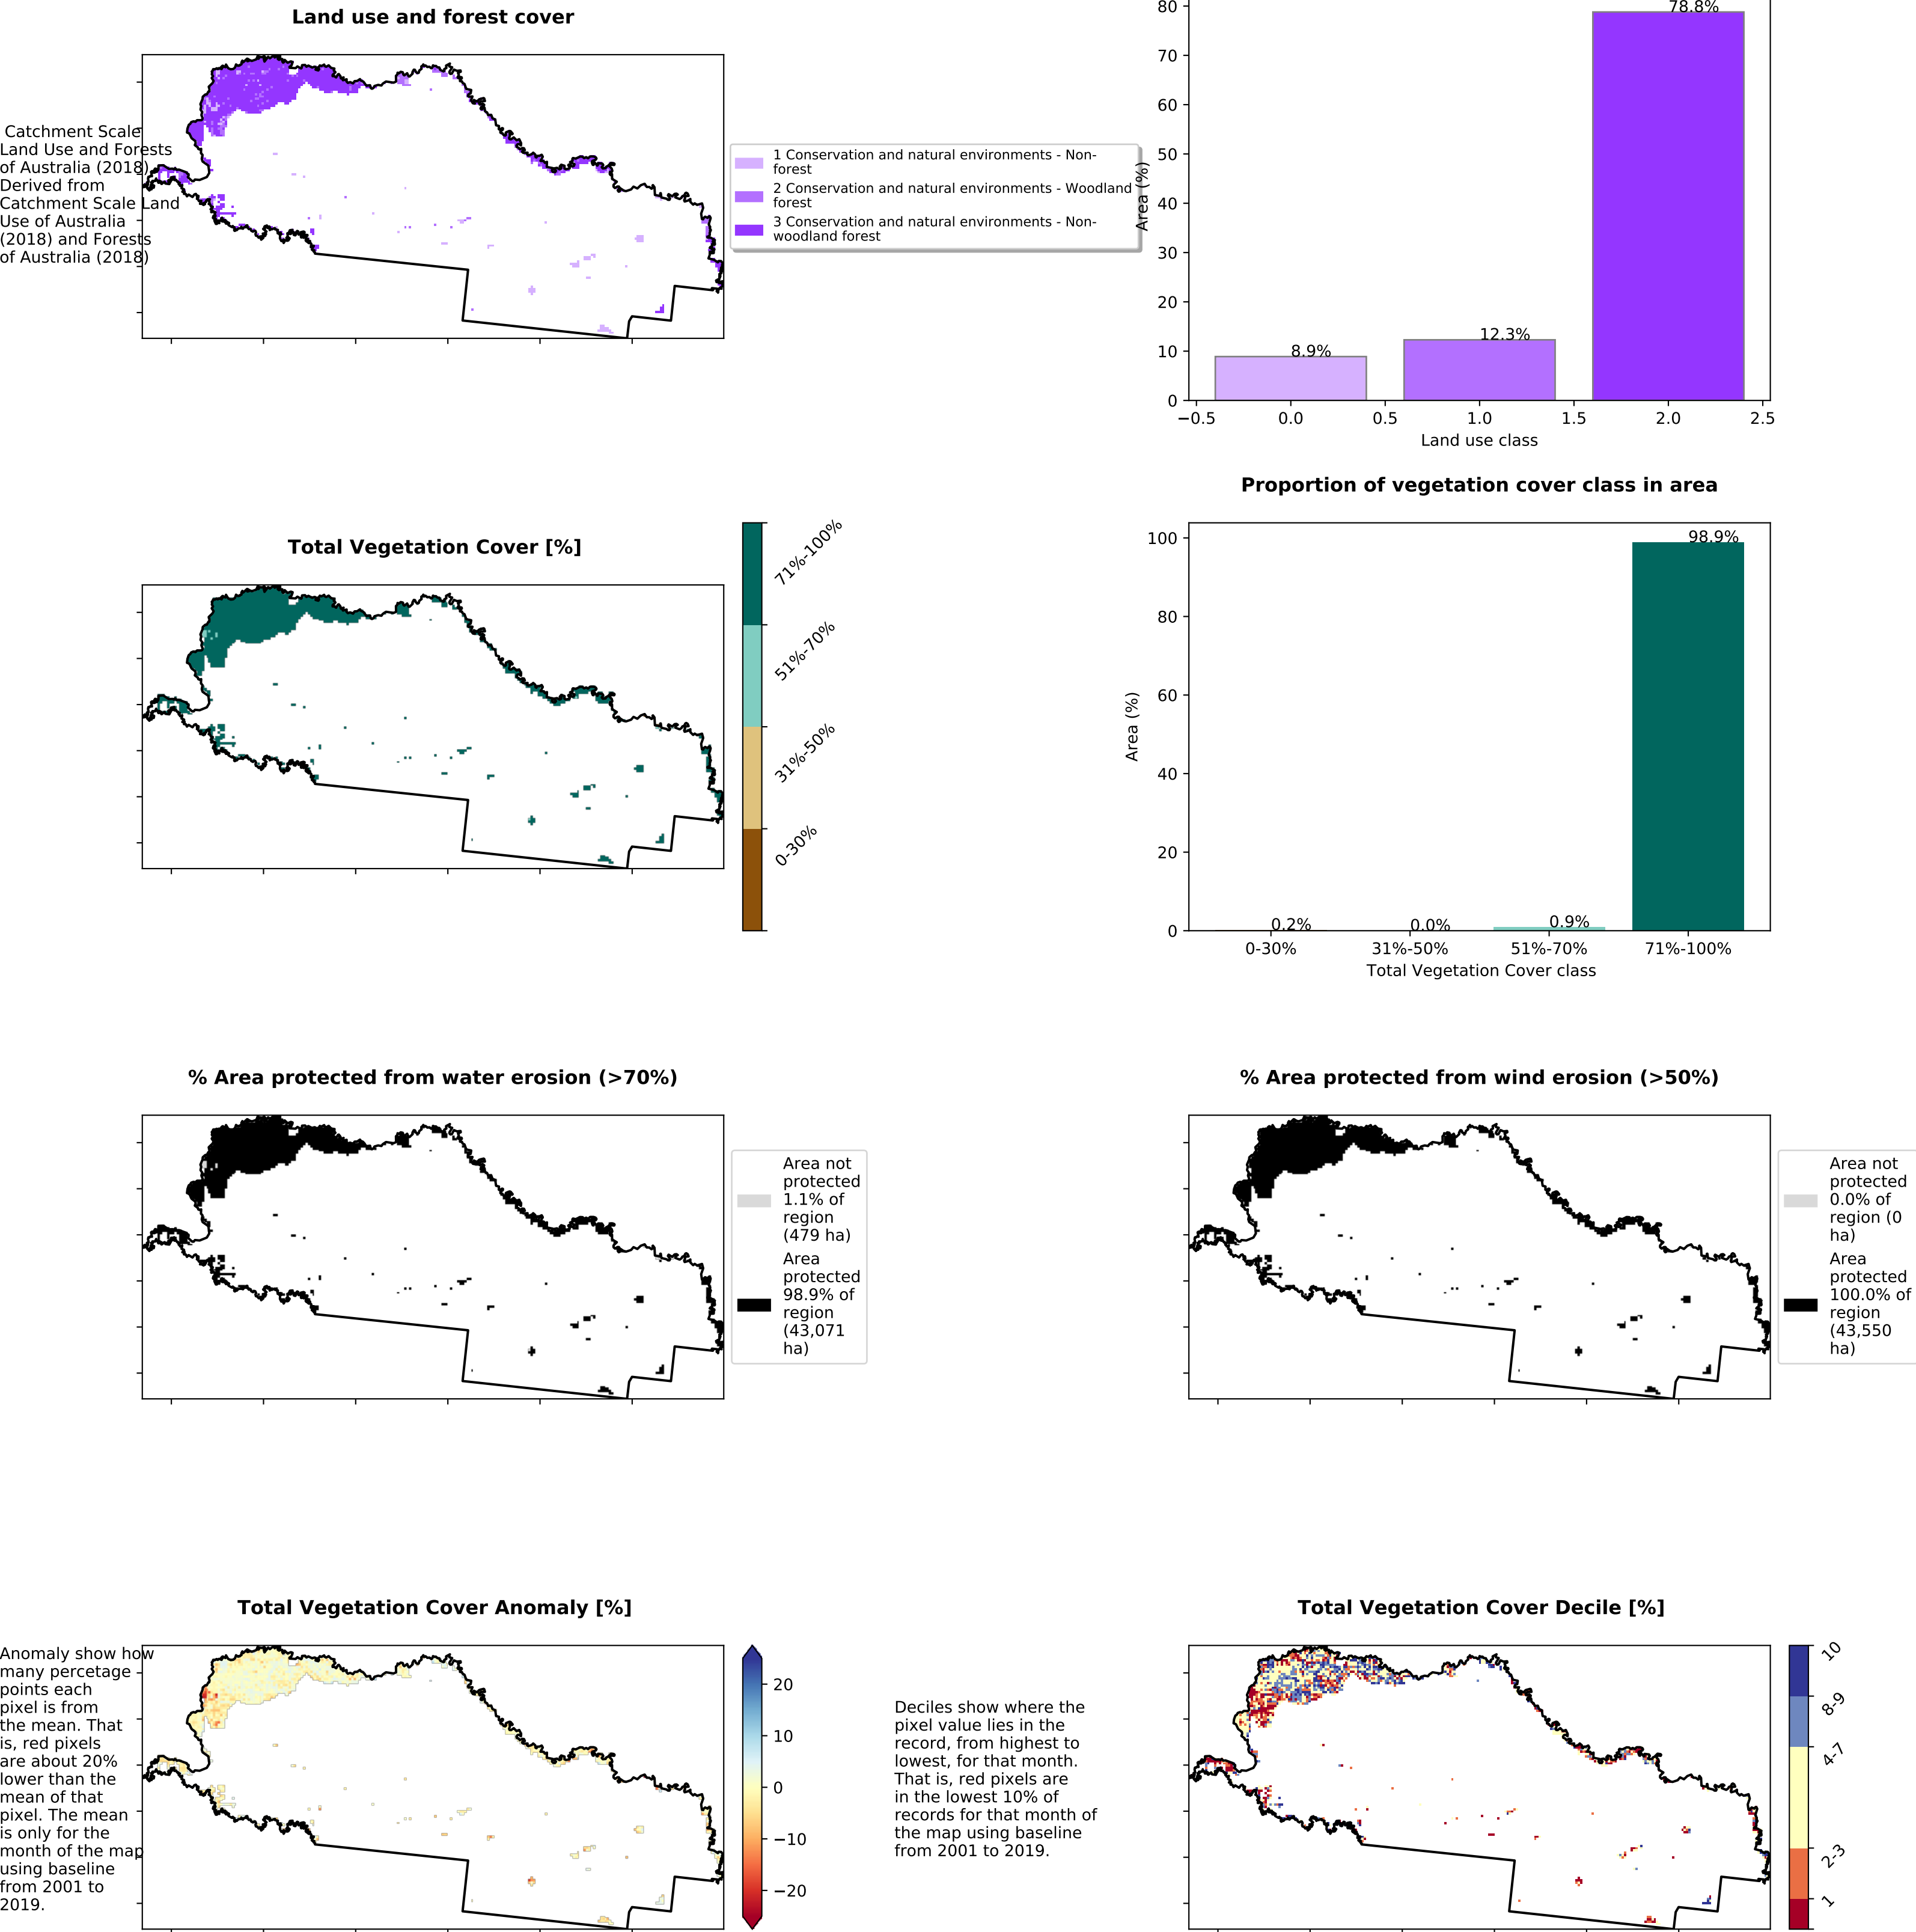 Land use and forest cover
Catchment Scale
Land Use and Forests
of Australia (2018)
Derived from
Catchment Scale Land
Use of Australia
(2018) and Forests
of Australia (2018)
1 Conservation and natural environments - Non-
forest
2 Conservation and natural environments - Woodland
forest
3 Conservation and natural environments - Non-
woodland forest
Area (%)
80
70
60
50
40
30
20
10
0
8.9%
12.3%
78.8%
−0.5
0.0
0.5
1.0
1.5
2.0
2.5
Land use class
Total Vegetation Cover [%]
71%-100%
51%-70%
31%-50%
0-30%
Proportion of vegetation cover class in area
Area (%)
100
80
60
40
20
0
0.2%
0.0%
0.9%
98.9%
0-30%
31%-50%
51%-70%
71%-100%
Total Vegetation Cover class
% Area protected from water erosion (>70%)
Area not
protected
1.1% of
region
(479 ha)
Area
protected
98.9% of
region
(43,071
ha)
% Area protected from wind erosion (>50%)
Area not
protected
0.0% of
region (0
ha)
Area
protected
100.0% of
region
(43,550
ha)
Total Vegetation Cover Anomaly [%]
Anomaly show how
many percetage
points each
pixel is from
the mean. That
is, red pixels
are about 20%
lower than the
mean of that
pixel. The mean
is only for the
month of the map
using baseline
from 2001 to
2019.
20
10
0
−10
−20
Total Vegetation Cover Decile [%]
Deciles show where the
pixel value lies in the
record, from highest to
lowest, for that month.
That is, red pixels are
in the lowest 10% of
records for that month of
the map using baseline
from 2001 to 2019.
10
8-9
4-7
2-3
1